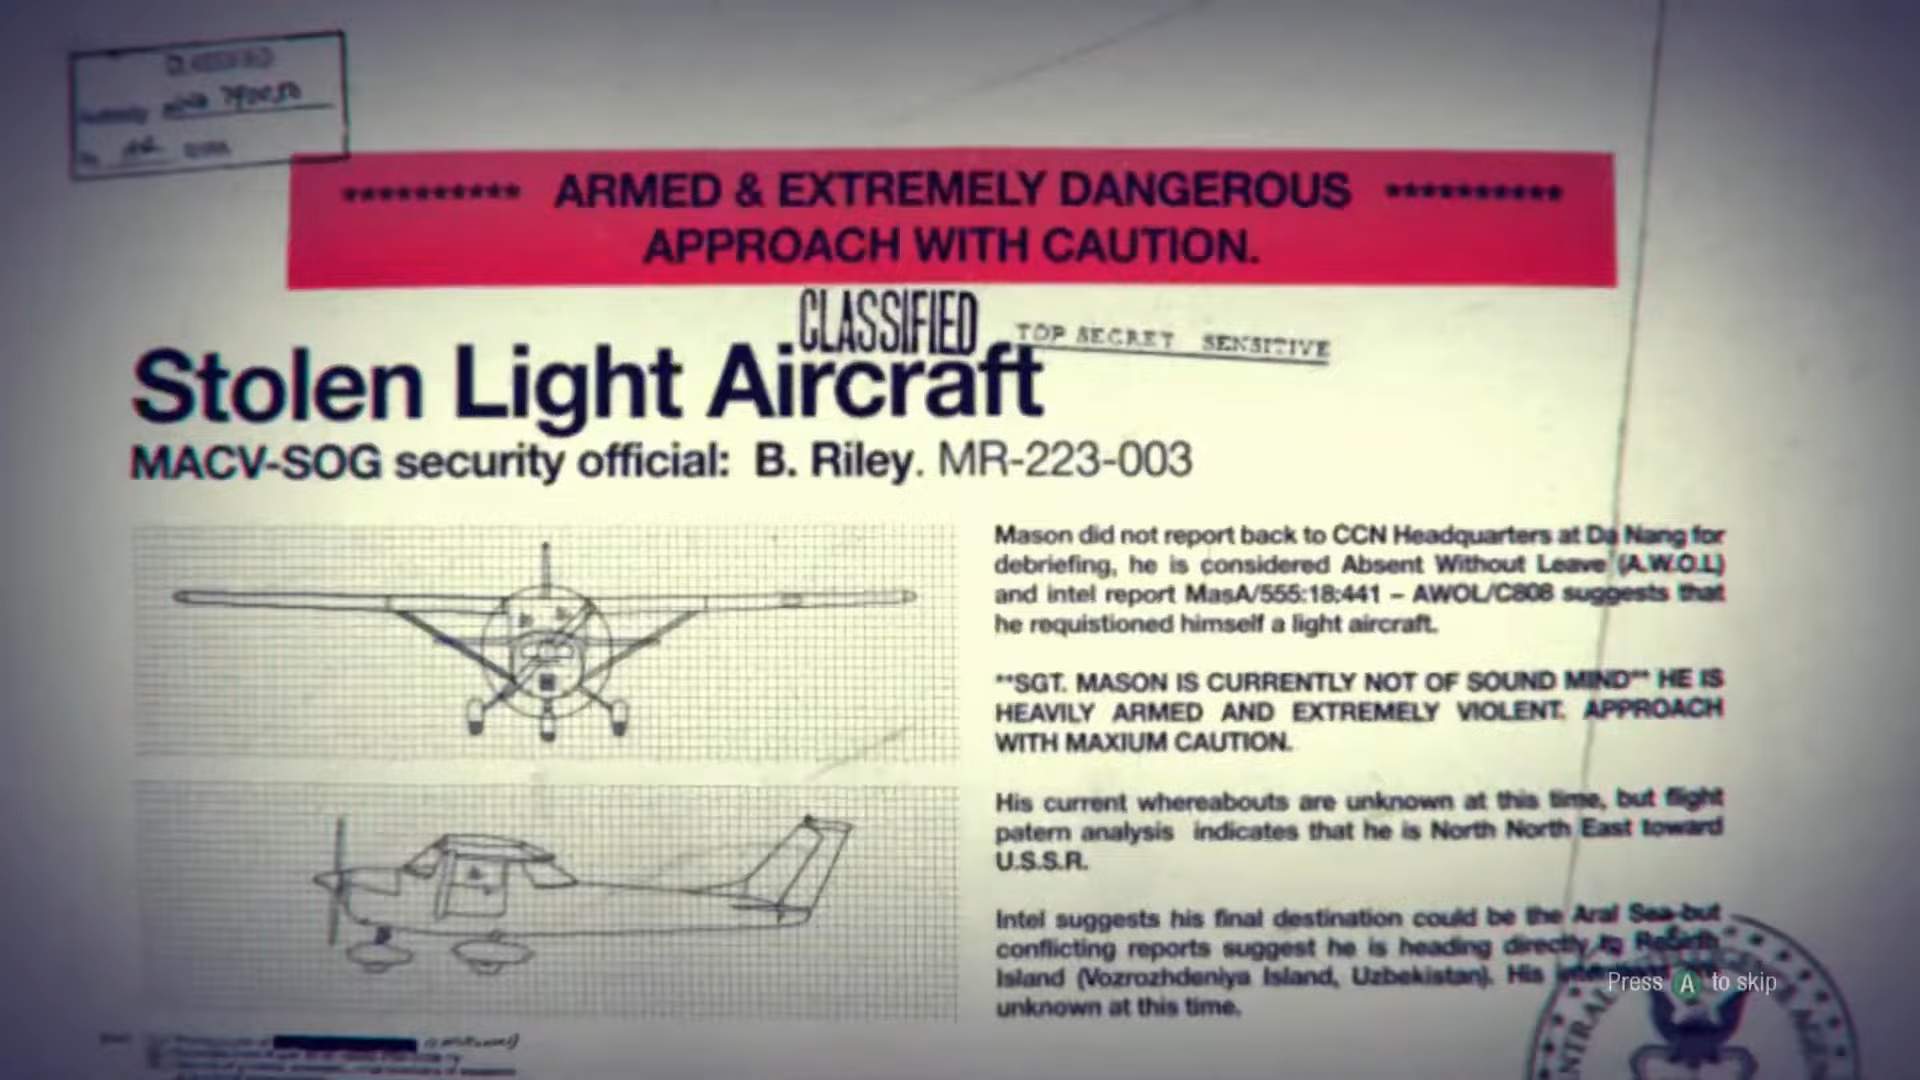 ********** ARMED & EXTREMELY DANGEROUS **********
APPROACH WITH CAUTION.
CLASSIFIED
TOP SECRET SENSITIVE
Stolen Light Aircraft
MACV-SOG security official: B. Riley. MR-223-003
Mason did not report back to CCN Headquarters at Da Nang for
debriefing, he is considered Absent Without Leave (A.W.O.L)
and intel report MasA/555:18:441 – AWOL/C808 suggests that
he requistioned himself a light aircraft.
**SGT. MASON IS CURRENTLY NOT OF SOUND MIND** HE IS
HEAVILY ARMED AND EXTREMELY VIOLENT. APPROACH
WITH MAXIUM CAUTION.
His current whereabouts are unknown at this time, but flight
patern analysis indicates that he is North North East toward
U.S.S.R.
Intel suggests his final destination could be the Aral Sea but
conflicting reports suggest he is heading directly to Rebirth
Island (Vozrozhdeniya Island, Uzbekistan). His
unknown at this time.
Press A to skip